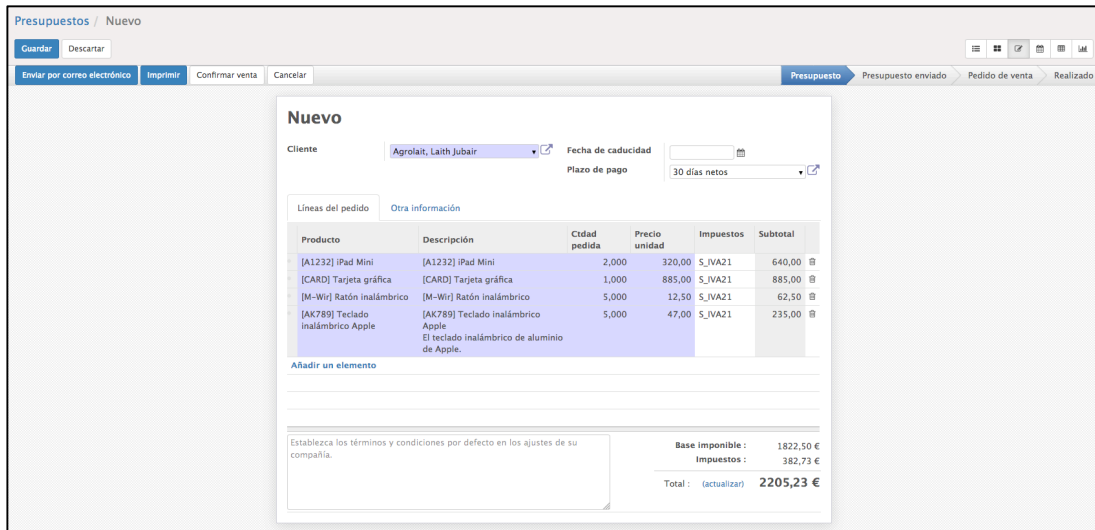 Presupuestos / Nuevo
Guardar Descartar
Enviar por correo electrónico Imprimir Confirmar venta Cancelar Presupuesto Presupuesto enviado Pedido de venta Realizado
Nuevo
Cliente Agrolait, Laith Jubair Fecha de caducidad
Plazo de pago 30 días netos
Líneas del pedido Otra información
Producto Descripción Ctdad pedida Precio unidad Impuestos Subtotal
[A1232] iPad Mini [A1232] iPad Mini 2,000 320,00 S_IVA21 640,00
[CARD] Tarjeta gráfica [CARD] Tarjeta gráfica 1,000 885,00 S_IVA21 885,00
[M-Wir] Ratón inalámbrico [M-Wir] Ratón inalámbrico 5,000 12,50 S_IVA21 62,50
[AK789] Teclado [AK789] Teclado inalámbrico 5,000 47,00 S_IVA21 235,00
inalámbrico Apple Apple
El teclado inalámbrico de aluminio
de Apple.
Añadir un elemento
Establezca los términos y condiciones por defecto en los ajustes de su
compañía.
Base imponible : 1822,50 €
Impuestos : 382,73 €
Total : (actualizar) 2205,23 €